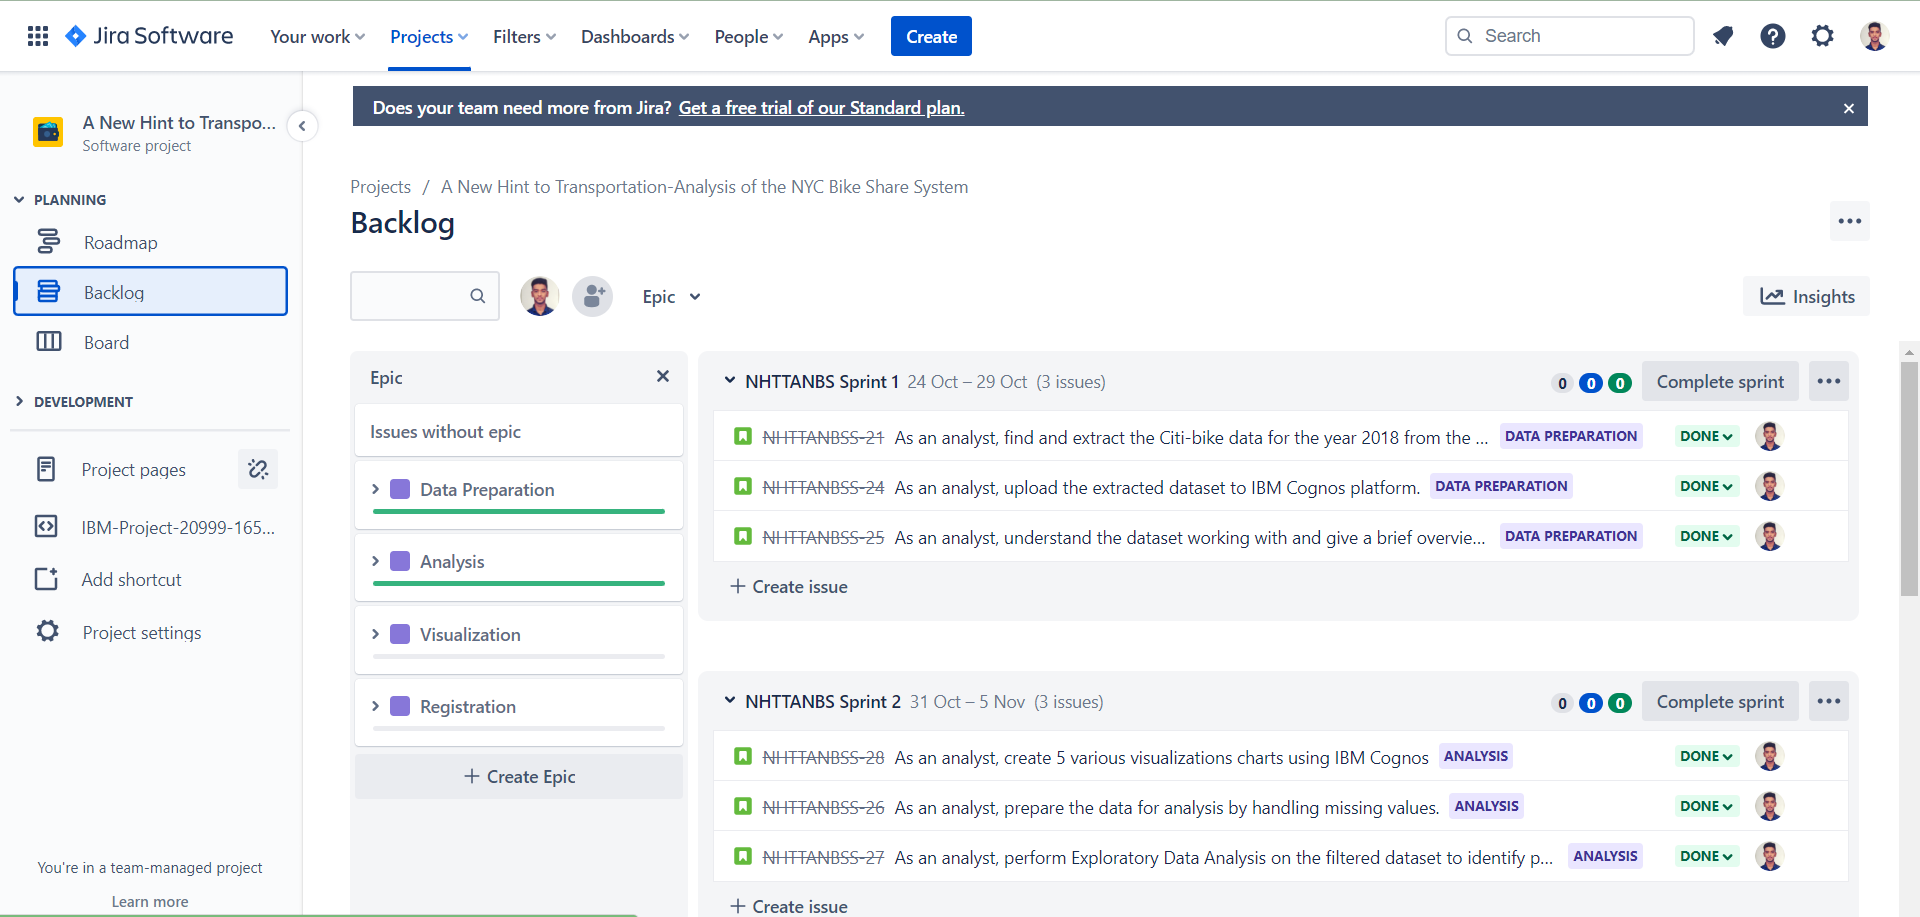 Jira Software Your work Projects Filters Dashboards People Apps Create Search
Does your team need more from Jira? Get a free trial of our Standard plan.
A New Hint to Transpo...
Software project
PLANNING
Roadmap
Backlog
Board
DEVELOPMENT
Project pages
IBM-Project-20999-165...
Add shortcut
Project settings
You're in a team-managed project
Learn more
Projects / A New Hint to Transportation-Analysis of the NYC Bike Share System
Backlog
Epic
Insights
Epic
Issues without epic
Data Preparation
Analysis
Visualization
Registration
Create Epic
NHTTANBS Sprint 1 24 Oct – 29 Oct (3 issues) 0 0 0 Complete sprint
NHTTANBSS-21 As an analyst, find and extract the Citi-bike data for the year 2018 from the ... DATA PREPARATION DONE
NHTTANBSS-24 As an analyst, upload the extracted dataset to IBM Cognos platform. DATA PREPARATION DONE
NHTTANBSS-25 As an analyst, understand the dataset working with and give a brief overvie... DATA PREPARATION DONE
Create issue
NHTTANBS Sprint 2 31 Oct – 5 Nov (3 issues) 0 0 0 Complete sprint
NHTTANBSS-28 As an analyst, create 5 various visualizations charts using IBM Cognos ANALYSIS DONE
NHTTANBSS-26 As an analyst, prepare the data for analysis by handling missing values. ANALYSIS DONE
NHTTANBSS-27 As an analyst, perform Exploratory Data Analysis on the filtered dataset to identify p... ANALYSIS DONE
Create issue